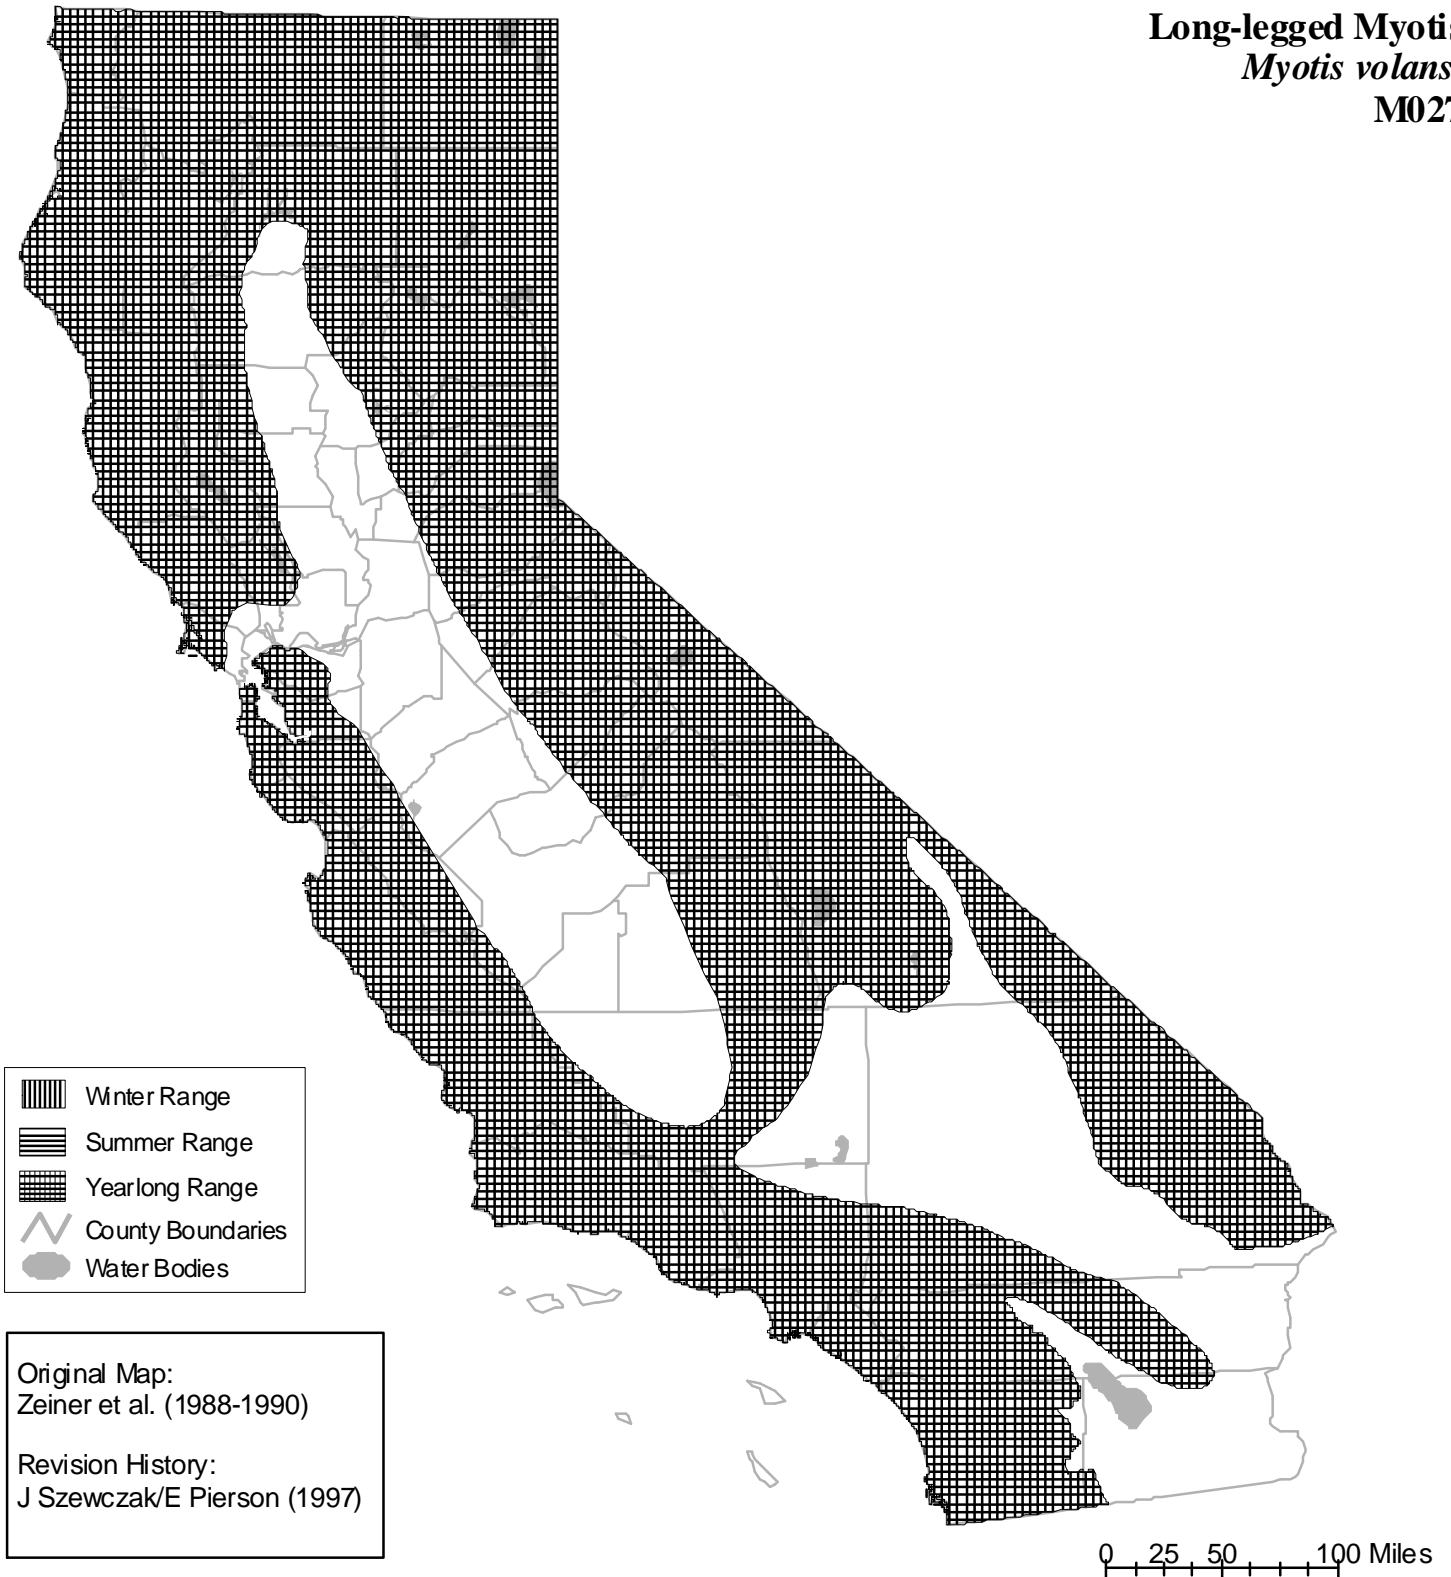 Long-legged Myotis
Myotis volans
M027
Winter Range
Summer Range
Yearlong Range
County Boundaries
Water Bodies
Original Map:
Zeiner et al. (1988-1990)
Revision History:
J Szewczak/E Pierson (1997)
0 25 50 100 Miles